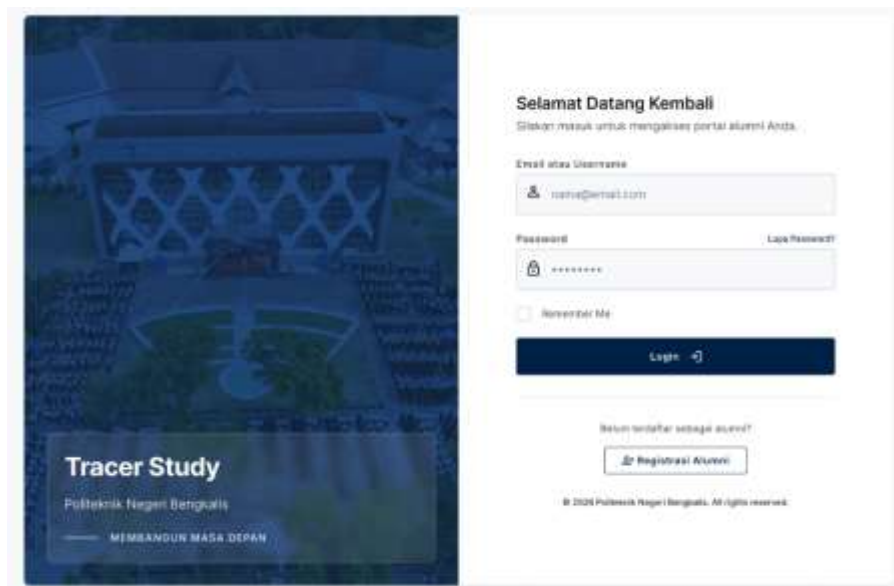 Selamat Datang Kembali
Silakan masuk untuk mengakses portal alumni Anda.
Email atau Username
nama@email.com
Password
Lupa Password?
Remember Me
Login
Belum terdaftar sebagai alumni?
Registrasi Alumni
© 2026 Politeknik Negeri Bengkalis. All rights reserved.
Tracer Study
Politeknik Negeri Bengkalis
MEMBANGUN MASA DEPAN